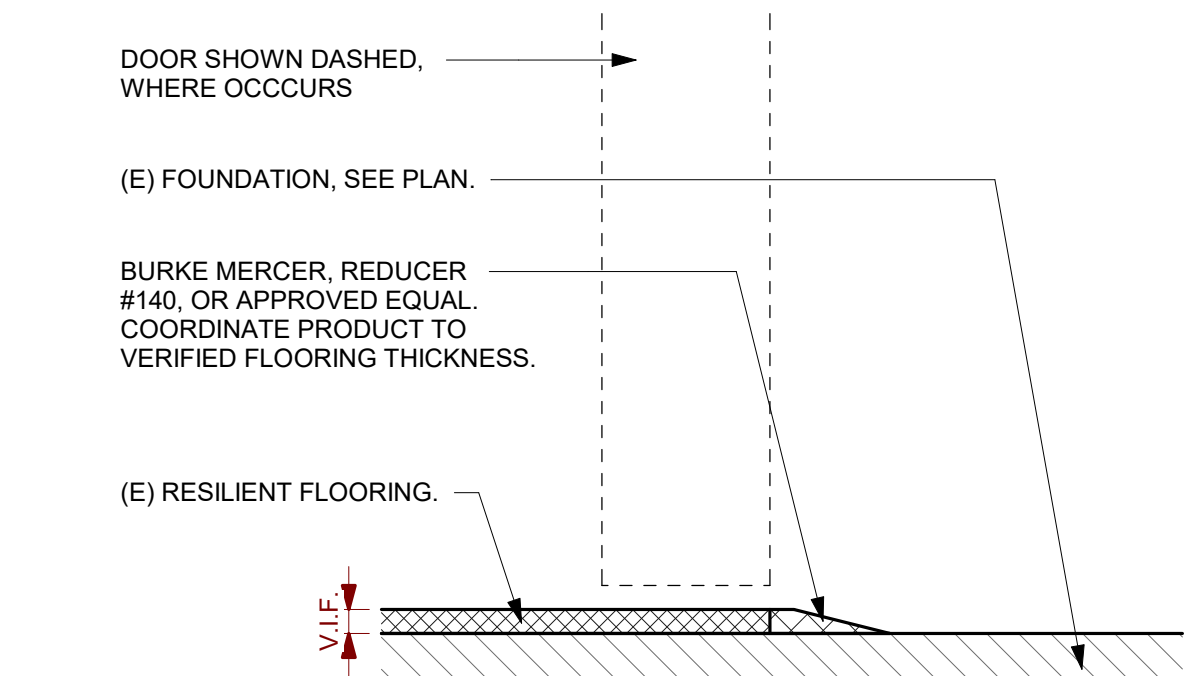 DOOR SHOWN DASHED,
WHERE OCCCURS
(E) FOUNDATION, SEE PLAN.
BURKE MERCER, REDUCER
#140, OR APPROVED EQUAL.
COORDINATE PRODUCT TO
VERIFIED FLOORING THICKNESS.
(E) RESILIENT FLOORING.
V.I.F.